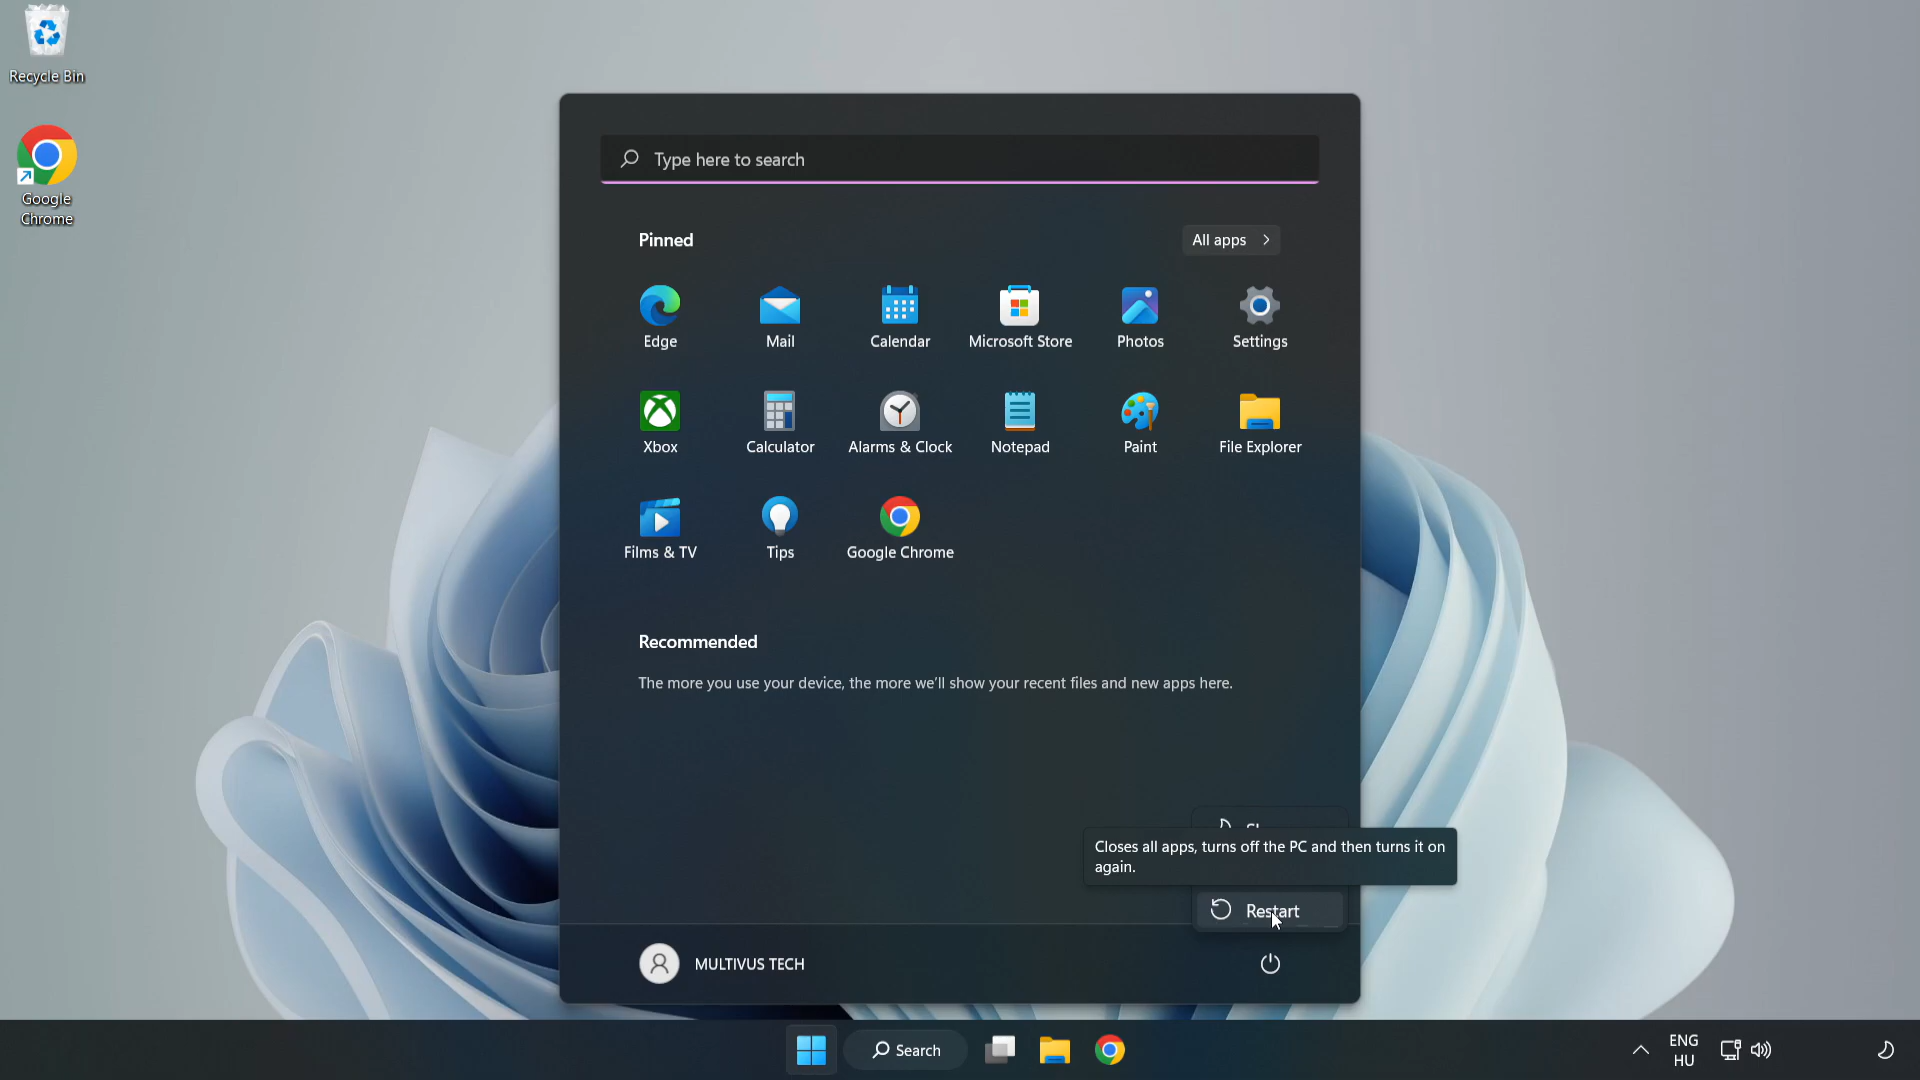 Recycle Bin
Google
Chrome
Type here to search
Pinned
All apps
Edge
Mail
Calendar
Microsoft Store
Photos
Settings
Xbox
Calculator
Alarms & Clock
Notepad
Paint
File Explorer
Films & TV
Tips
Google Chrome
Recommended
The more you use your device, the more we'll show your recent files and new apps here.
Closes all apps, turns off the PC and then turns it on
again.
Restart
MULTIVUS TECH
Search
ENG
HU